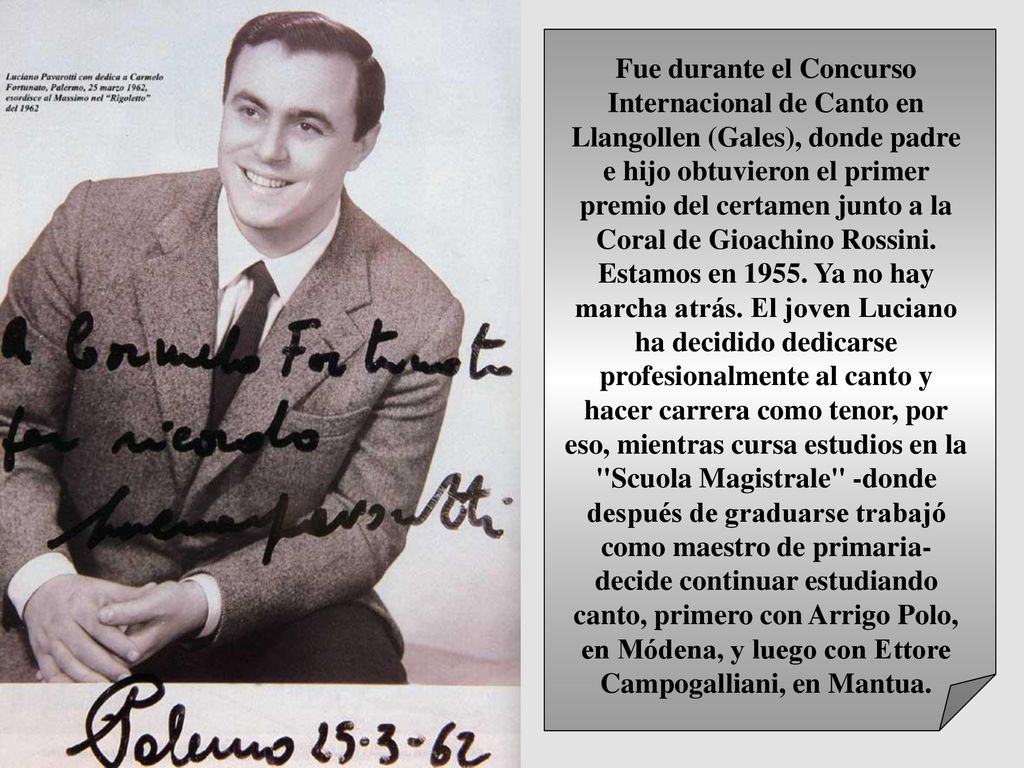 Luciano Pavarotti con dedica a Carmelo
Fortunato, Palermo, 25 marzo 1962,
esordisce al Massimo nel “Rigoletto”
del 1962
a Carmelo Fortunato
per ricordo
Luciano Pavarotti
Palermo 25-3-62
Fue durante el Concurso
Internacional de Canto en
Llangollen (Gales), donde padre
e hijo obtuvieron el primer
premio del certamen junto a la
Coral de Gioachino Rossini.
Estamos en 1955. Ya no hay
marcha atrás. El joven Luciano
ha decidido dedicarse
profesionalmente al canto y
hacer carrera como tenor, por
eso, mientras cursa estudios en la
"Scuola Magistrale" -donde
después de graduarse trabajó
como maestro de primaria-
decide continuar estudiando
canto, primero con Arrigo Polo,
en Módena, y luego con Ettore
Campogalliani, en Mantua.